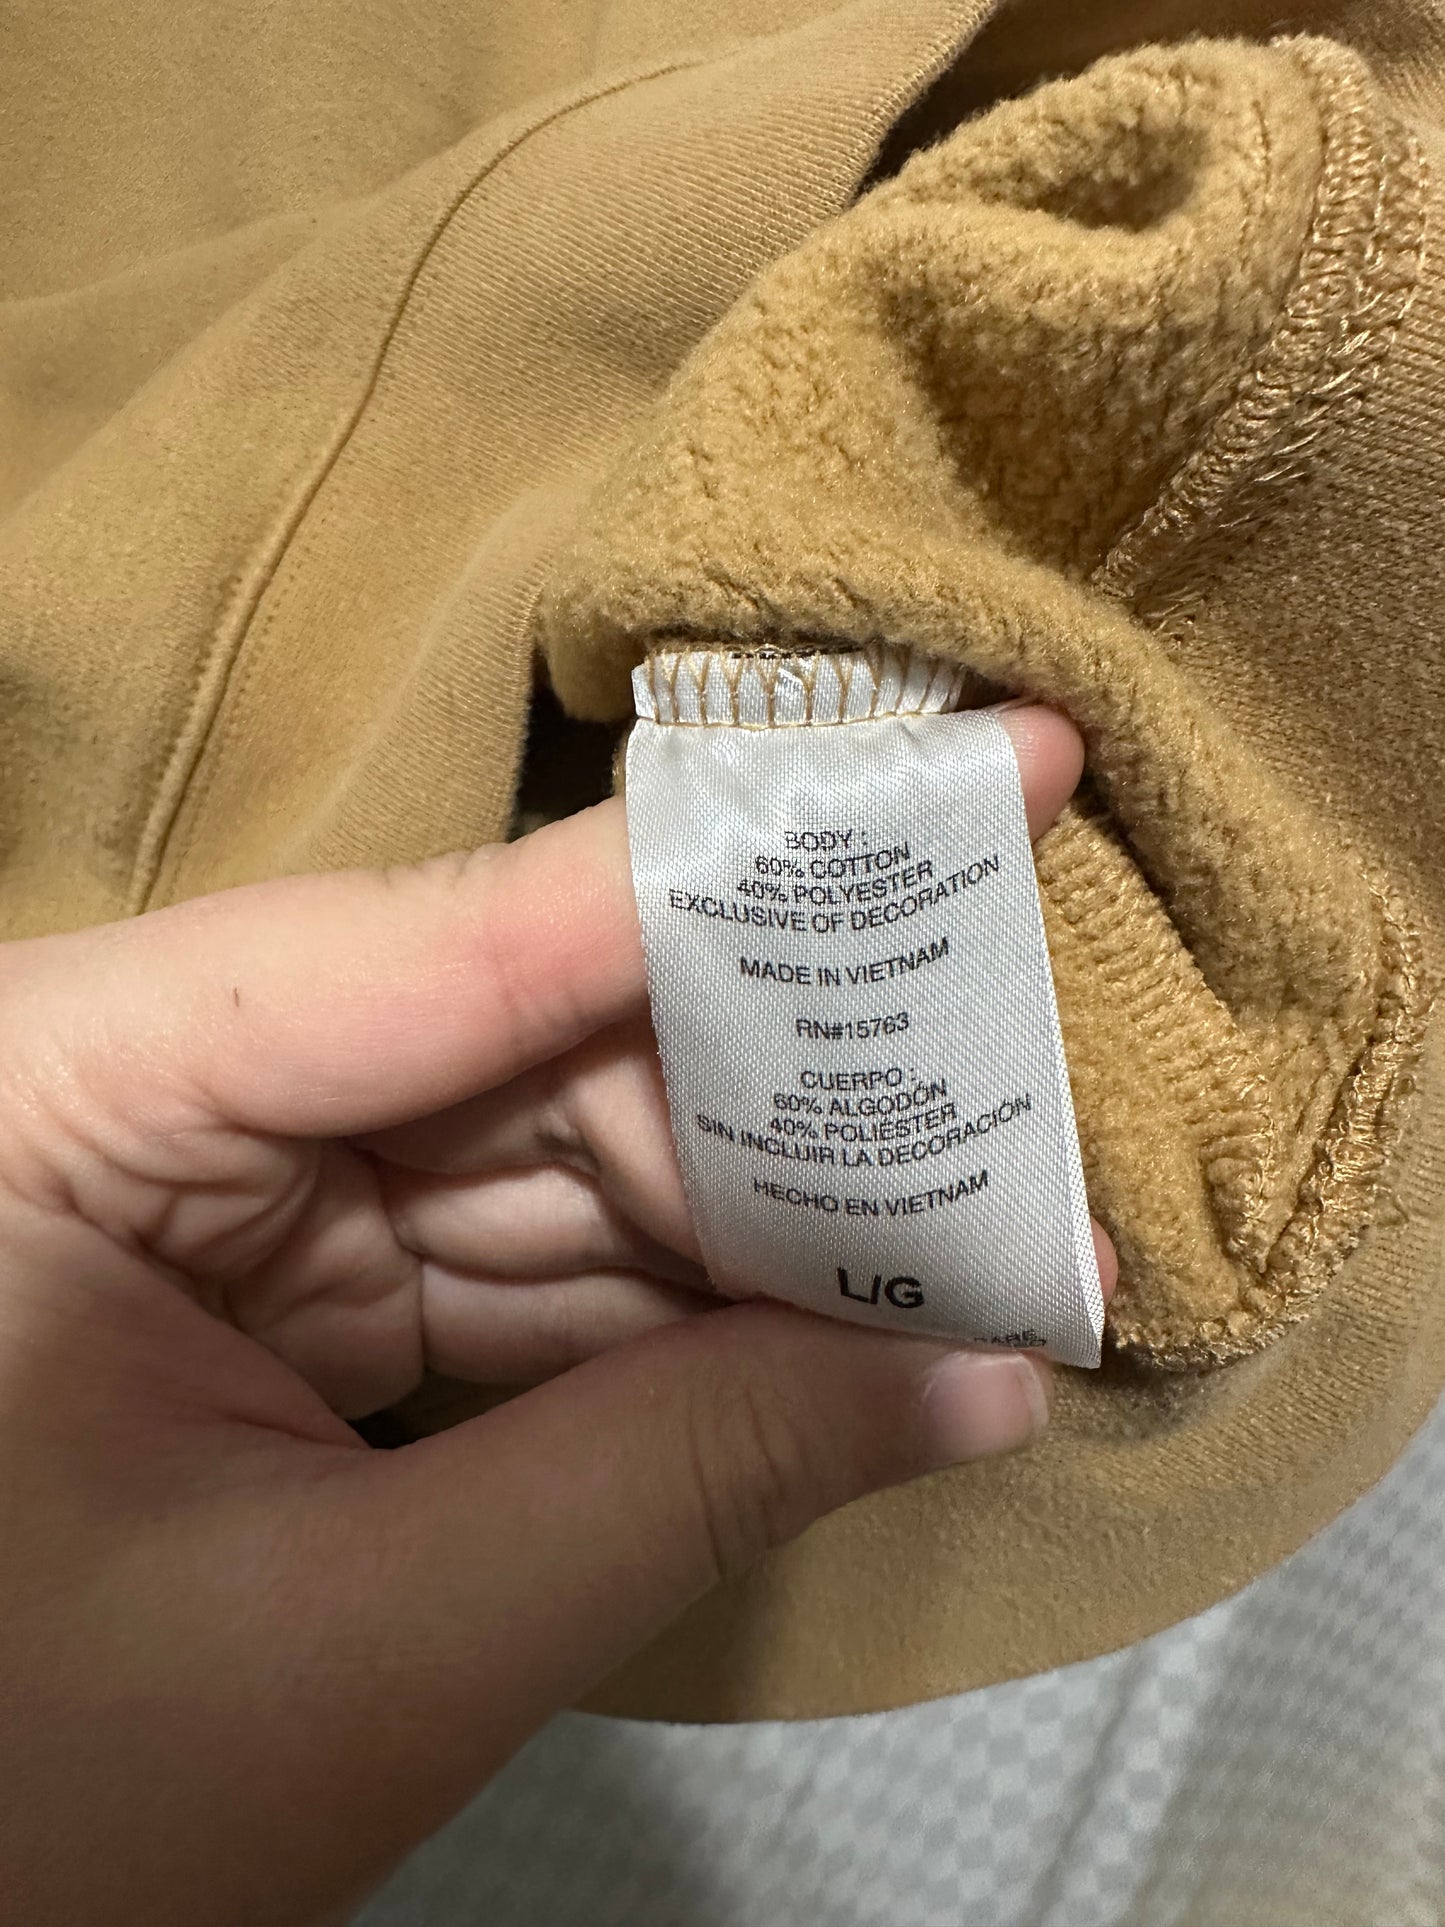 BODY :
60% COTTON
40% POLYESTER
EXCLUSIVE OF DECORATION
MADE IN VIETNAM
RN#15763
CUERPO :
60% ALGODÓN
40% POLIÉSTER
SIN INCLUIR LA DECORACIÓN
HECHO EN VIETNAM
L/G